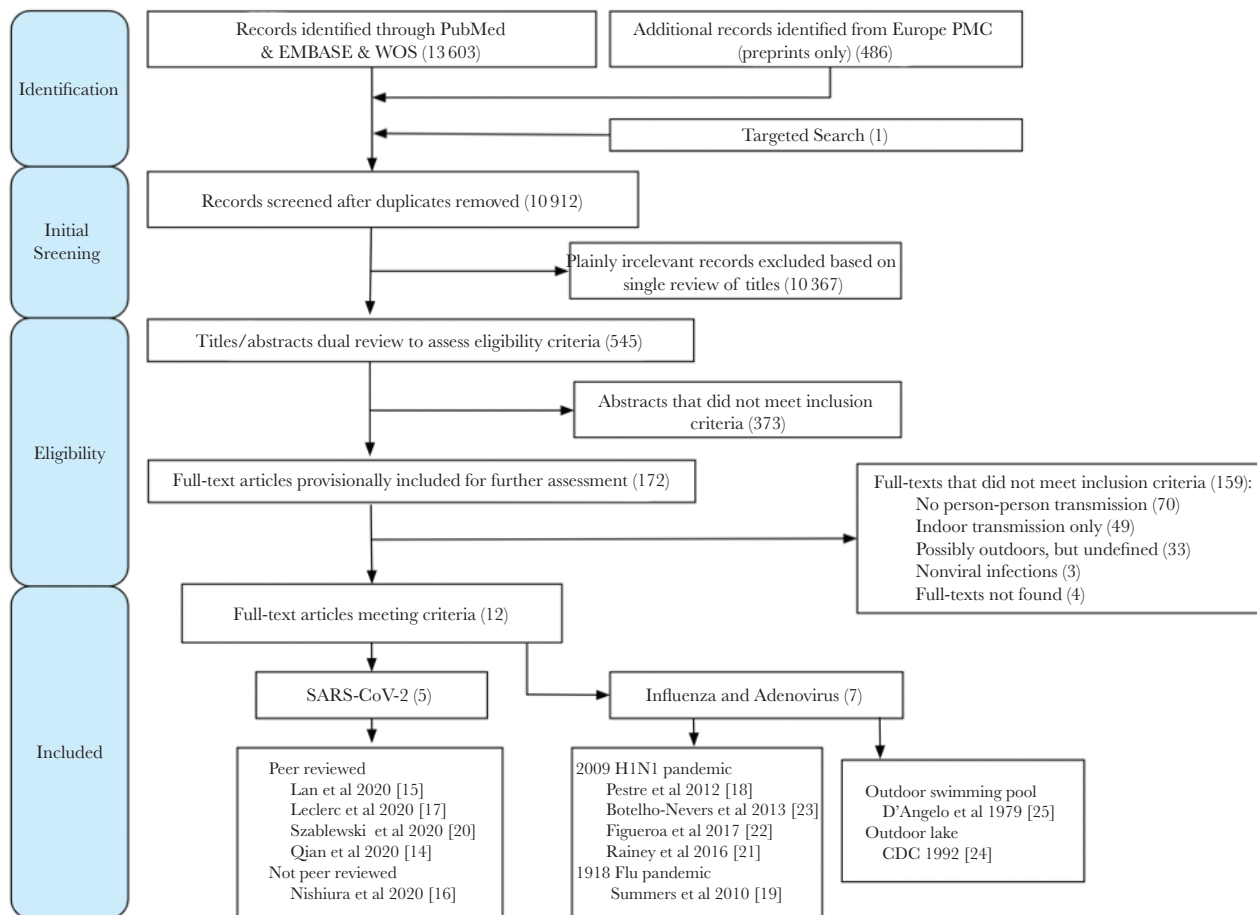 Identification
Records identified through PubMed
& EMBASE & WOS (13 603)
Additional records identified from Europe PMC
(preprints only) (486)
Targeted Search (1)
Initial
Sreening
Records screened after duplicates removed (10 912)
Plainly ircelevant records excluded based on
single review of titles (10 367)
Eligibility
Titles/abstracts dual review to assess eligibility criteria (545)
Abstracts that did not meet inclusion
criteria (373)
Full-text articles provisionally included for further assessment (172)
Full-texts that did not meet inclusion criteria (159):
No person-person transmission (70)
Indoor transmission only (49)
Possibly outdoors, but undefined (33)
Nonviral infections (3)
Full-texts not found (4)
Included
Full-text articles meeting criteria (12)
SARS-CoV-2 (5)
Influenza and Adenovirus (7)
Peer reviewed
Lan et al 2020 [15]
Leclerc et al 2020 [17]
Szablewski et al 2020 [20]
Qian et al 2020 [14]
Not peer reviewed
Nishiura et al 2020 [16]
2009 H1N1 pandemic
Pestre et al 2012 [18]
Botelho-Nevers et al 2013 [23]
Figueroa et al 2017 [22]
Rainey et al 2016 [21]
1918 Flu pandemic
Summers et al 2010 [19]
Outdoor swimming pool
D'Angelo et al 1979 [25]
Outdoor lake
CDC 1992 [24]